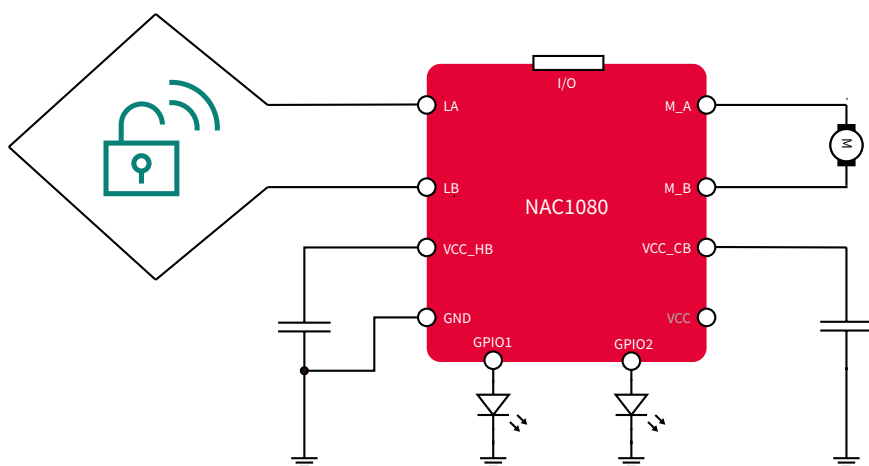 I/O
LA
M_A
M
LB
M_B
NAC1080
VCC_HB
VCC_CB
GND
VCC
GPIO1
GPIO2